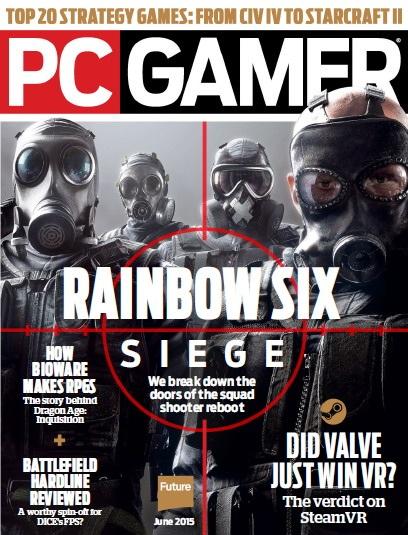 TOP 20 STRATEGY GAMES: FROM CIV IV TO STARCRAFT II
PC GAMER®
RAINBOW SIX
SIEGE
We break down the
doors of the squad
shooter reboot
HOW
BIOWARE
MAKES RPGS
The story behind
Dragon Age:
Inquisition
+
BATTLEFIELD
HARDLINE
REVIEWED
A worthy spin-off for
DICE's FPS?
Future
June 2015
DID VALVE
JUST WIN VR?
The verdict on
SteamVR